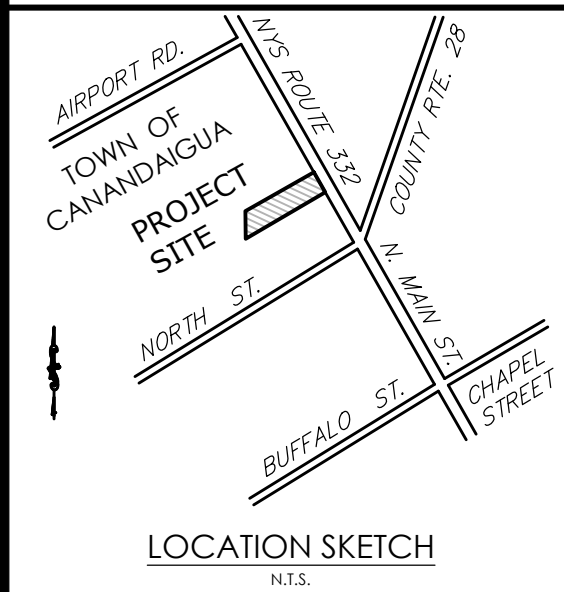 AIRPORT RD.
NYS ROUTE 332
COUNTY RTE. 28
TOWN OF
CANANDAIGUA
PROJECT
SITE
NORTH ST.
N. MAIN ST.
BUFFALO ST.
CHAPEL
STREET
LOCATION SKETCH
N.T.S.